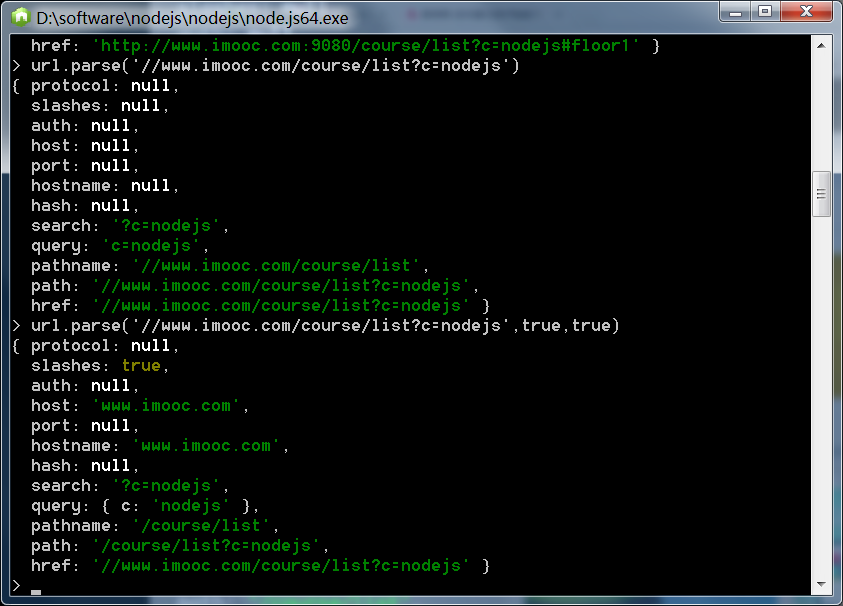 D:\software\nodejs\nodejs\node.js64.exe
href: 'http://www.imooc.com:9080/course/list?c=nodejs#floor1' }
> url.parse('//www.imooc.com/course/list?c=nodejs')
{ protocol: null,
slashes: null,
auth: null,
host: null,
port: null,
hostname: null,
hash: null,
search: '?c=nodejs',
query: 'c=nodejs',
pathname: '//www.imooc.com/course/list',
path: '//www.imooc.com/course/list?c=nodejs',
href: '//www.imooc.com/course/list?c=nodejs' }
> url.parse('//www.imooc.com/course/list?c=nodejs',true,true)
{ protocol: null,
slashes: true,
auth: null,
host: 'www.imooc.com',
port: null,
hostname: 'www.imooc.com',
hash: null,
search: '?c=nodejs',
query: { c: 'nodejs' },
pathname: '/course/list',
path: '/course/list?c=nodejs',
href: '//www.imooc.com/course/list?c=nodejs' }
>